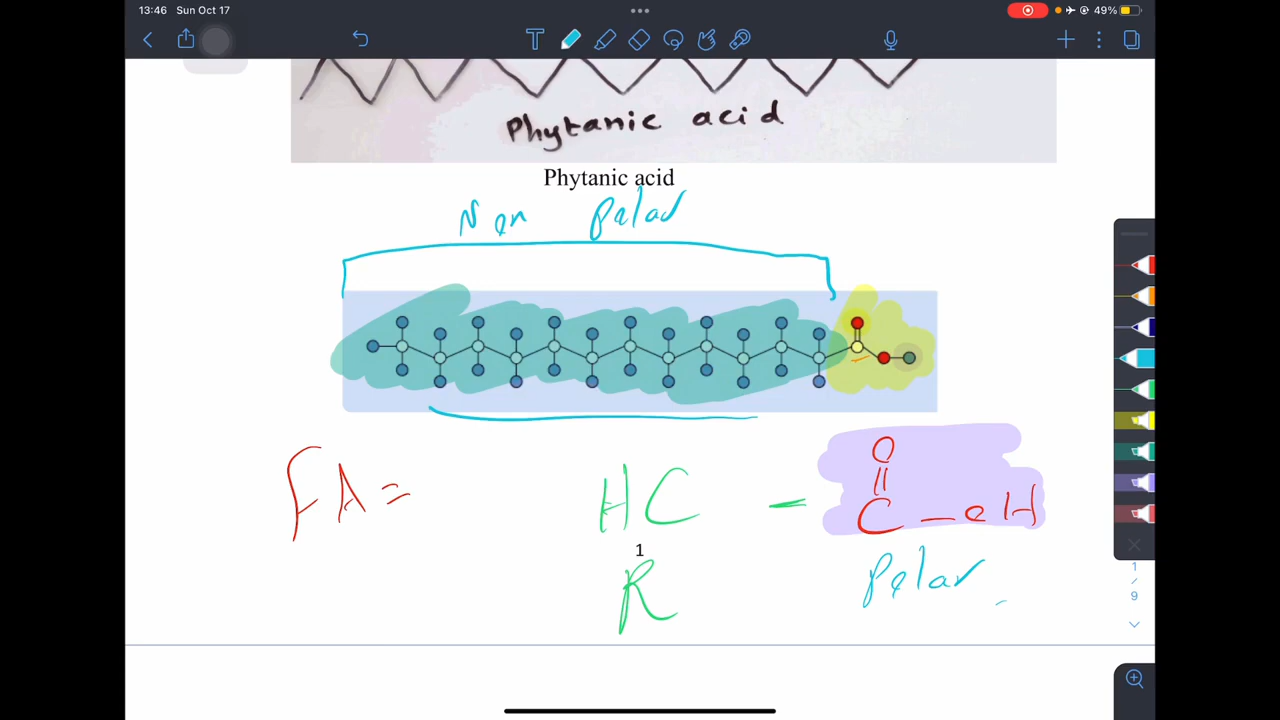 13:46 Sun Oct 17
49%
T
Phytanic acid
Phytanic acid
Non Polar
FA= HC - C - OH
O
1
R
Polar
1
/
9